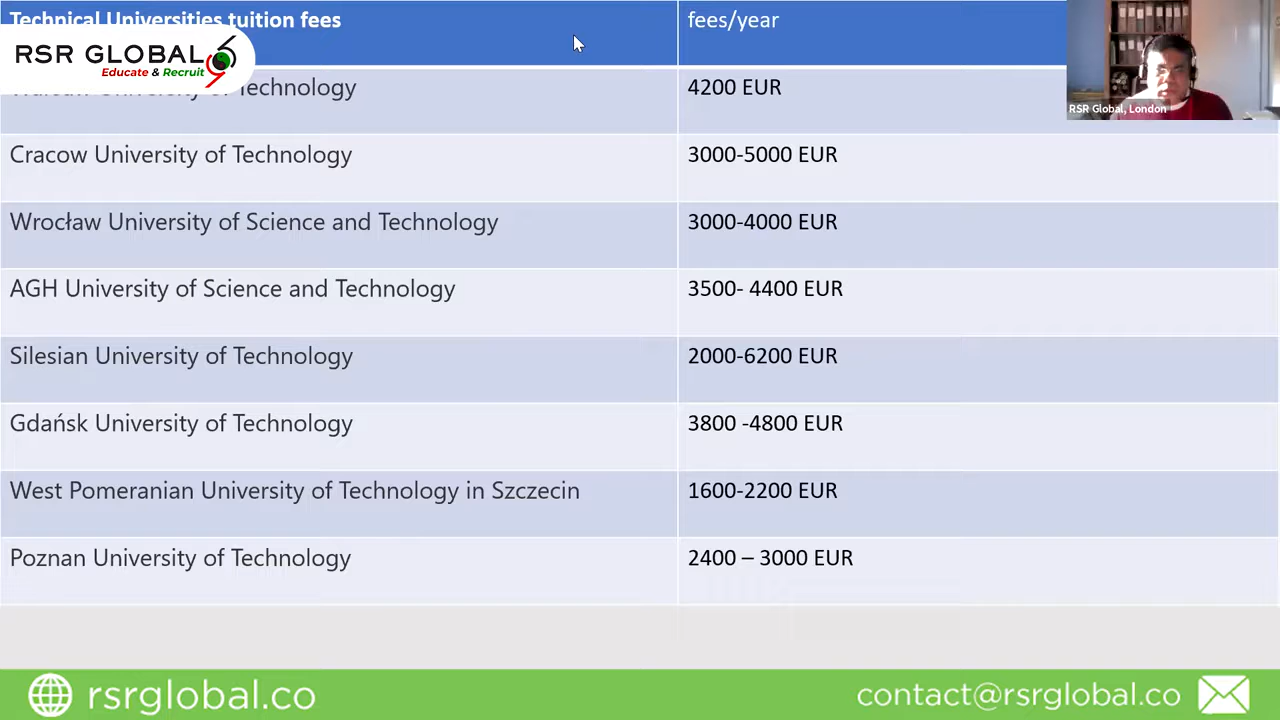 Technical Universities tuition fees
fees/year
RSR GLOBAL
Educate & Recruit
Warsaw University of Technology
4200 EUR
RSR Global, London
Cracow University of Technology
3000-5000 EUR
Wrocław University of Science and Technology
3000-4000 EUR
AGH University of Science and Technology
3500- 4400 EUR
Silesian University of Technology
2000-6200 EUR
Gdańsk University of Technology
3800 -4800 EUR
West Pomeranian University of Technology in Szczecin
1600-2200 EUR
Poznan University of Technology
2400 – 3000 EUR
rsrglobal.co
contact@rsrglobal.co